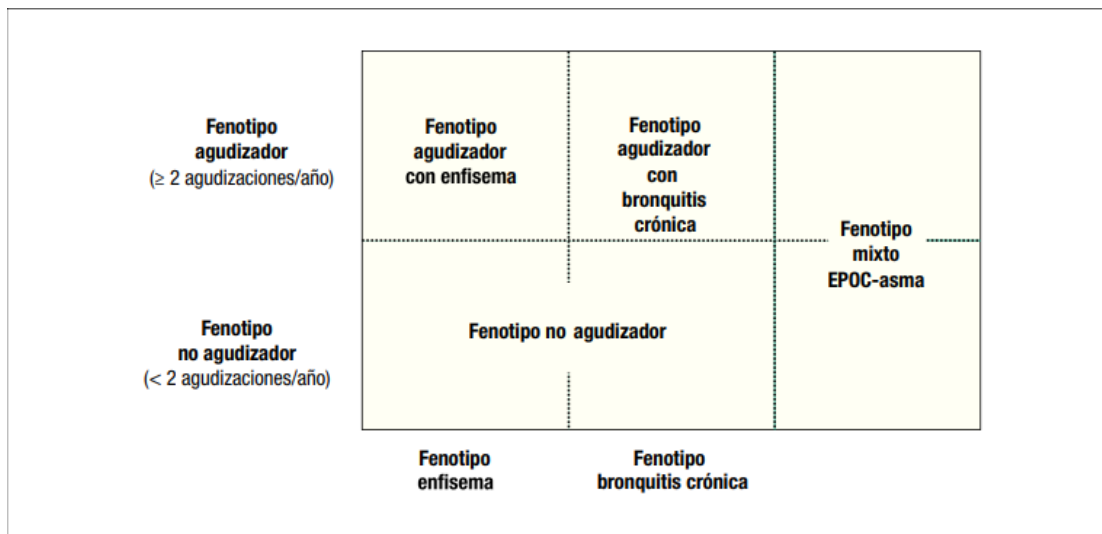 Fenotipo
agudizador
(≥ 2 agudizaciones/año)
Fenotipo
agudizador
con enfisema
Fenotipo
agudizador
con
bronquitis
crónica
Fenotipo
mixto
EPOC-asma
Fenotipo
no agudizador
(< 2 agudizaciones/año)
Fenotipo no agudizador
Fenotipo
enfisema
Fenotipo
bronquitis crónica